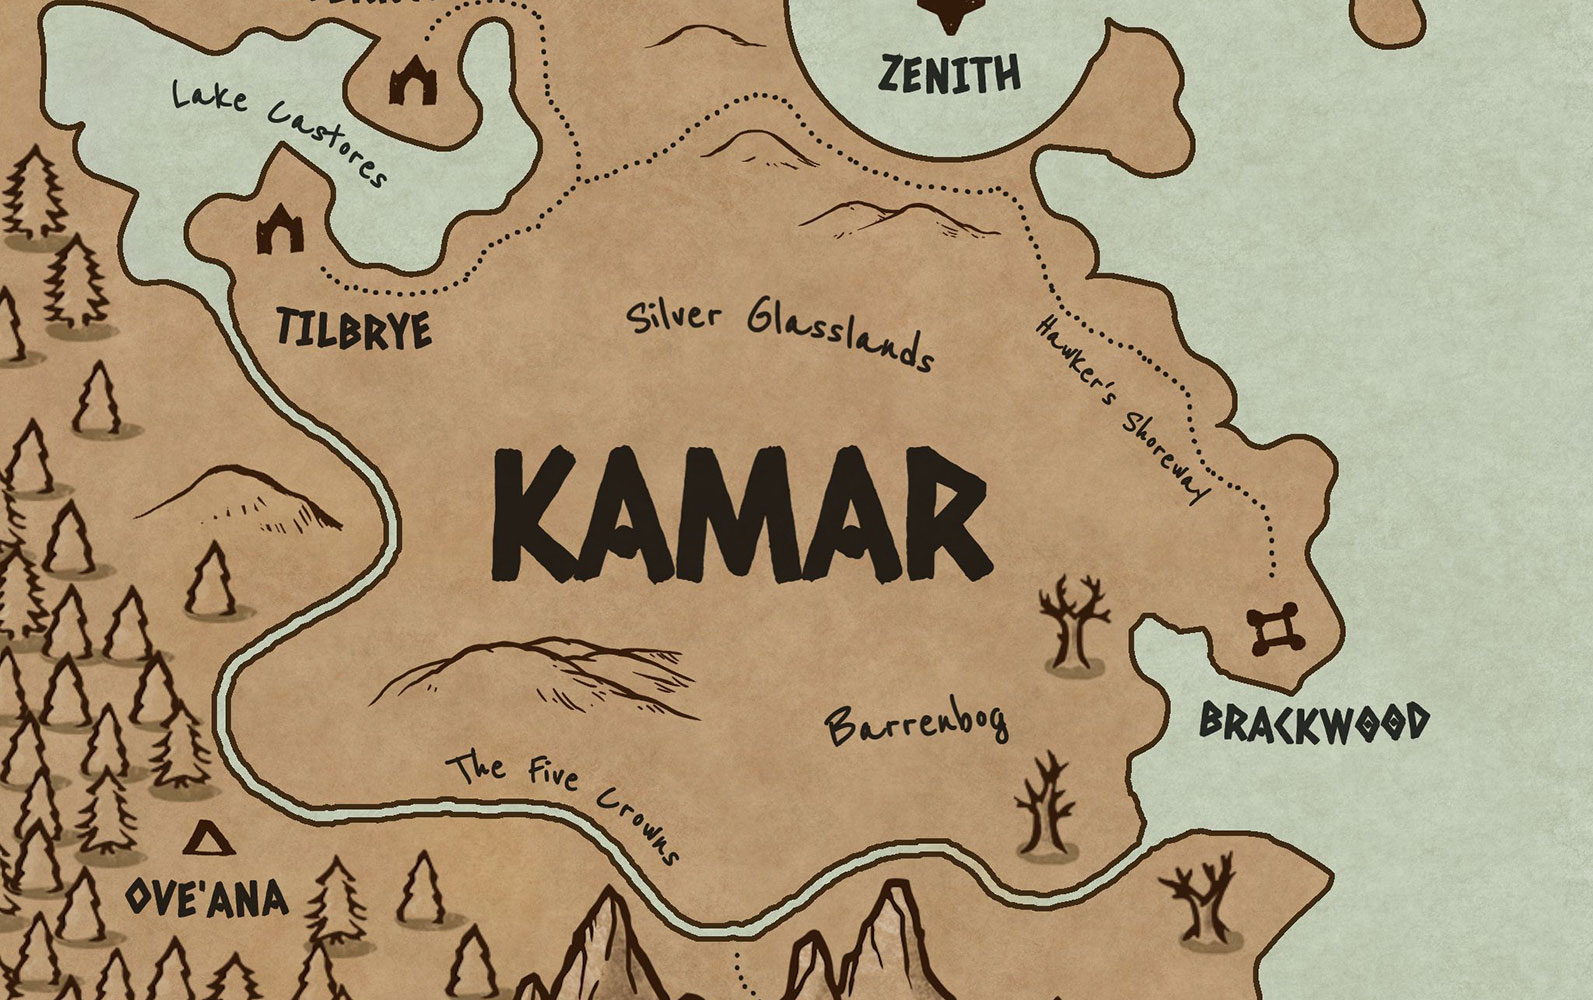 ZENITH
Lake Castores
TILBRYE
Silver Glasslands
Hawker's Shoreway
KAMAR
Barrenbog
BRACKWOOD
The Five Crowns
OVE'ANA